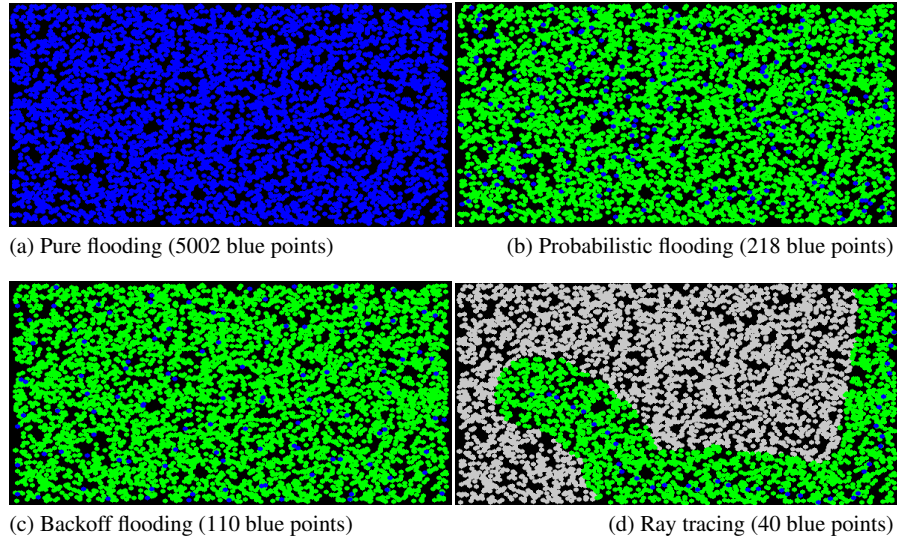 (a) Pure flooding (5002 blue points)
(b) Probabilistic flooding (218 blue points)
(c) Backoff flooding (110 blue points)
(d) Ray tracing (40 blue points)